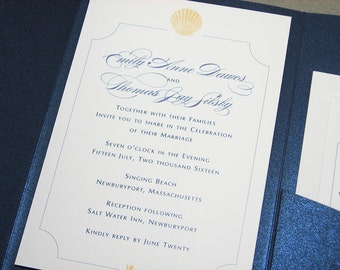 Emily Anne Dawes
and
Thomas Jay Selsby
Together with their Families
Invite you to share in the Celebration
of their Marriage
Seven o'clock in the Evening
Fifteen July, Two thousand Sixteen
Singing Beach
Newburyport, Massachusetts
Reception following
Salt Water Inn, Newburyport
Kindly reply by June Twenty